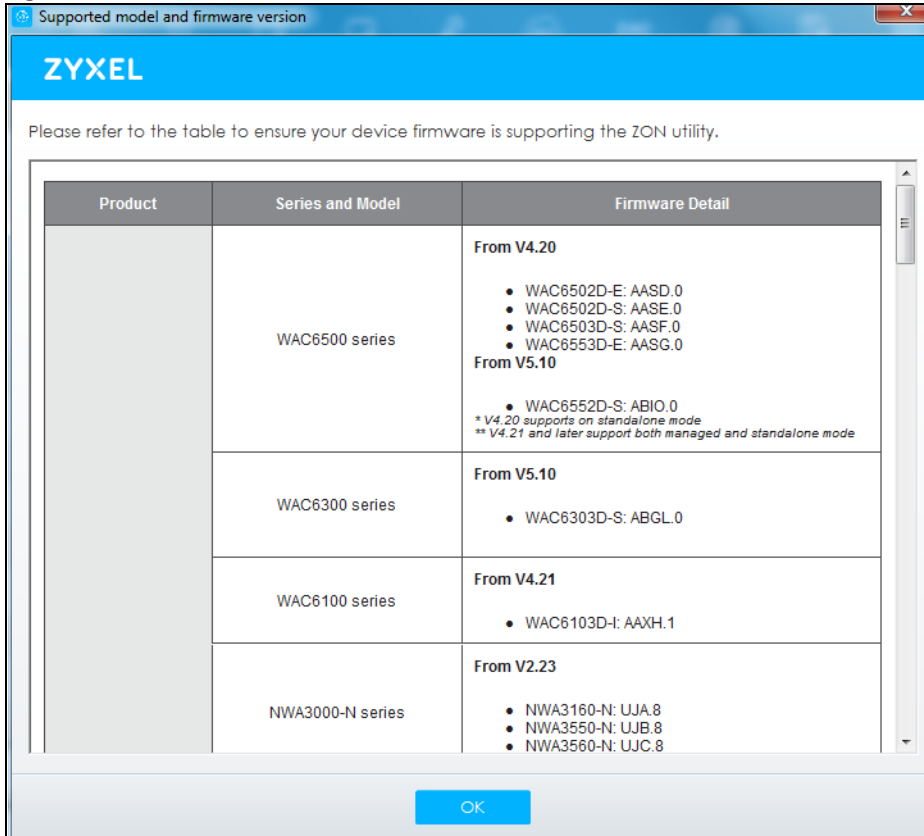 Supported model and firmware version
ZYXEL
Please refer to the table to ensure your device firmware is supporting the ZON utility.
Product Series and Model Firmware Detail
WAC6500 series
From V4.20
● WAC6502D-E: AASD.0
● WAC6502D-S: AASE.0
● WAC6503D-S: AASF.0
● WAC6553D-E: AASG.0
From V5.10
● WAC6552D-S: ABIO.0
* V4.20 supports on standalone mode
** V4.21 and later support both managed and standalone mode
WAC6300 series
From V5.10
● WAC6303D-S: ABGL.0
WAC6100 series
From V4.21
● WAC6103D-I: AAXH.1
NWA3000-N series
From V2.23
● NWA3160-N: UJA.8
● NWA3550-N: UJB.8
● NWA3560-N: UJC.8
OK